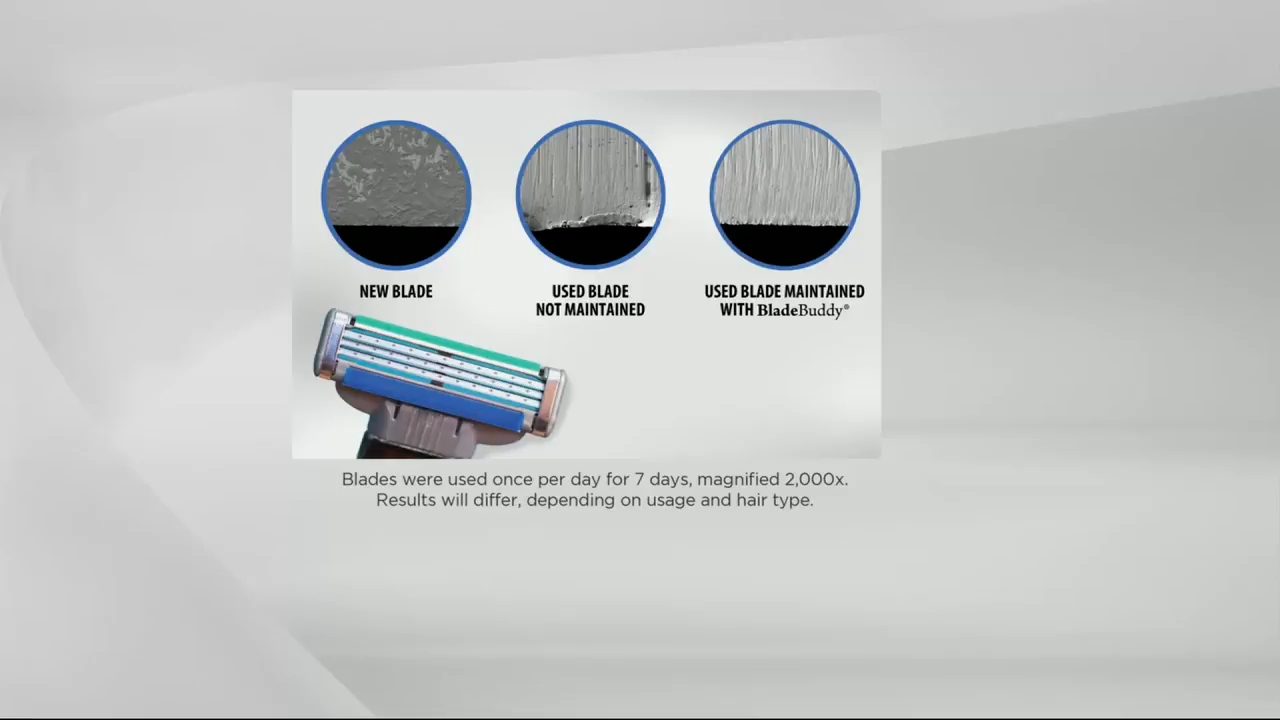 NEW BLADE
USED BLADE
NOT MAINTAINED
USED BLADE MAINTAINED
WITH BladeBuddy®
Blades were used once per day for 7 days, magnified 2,000x.
Results will differ, depending on usage and hair type.